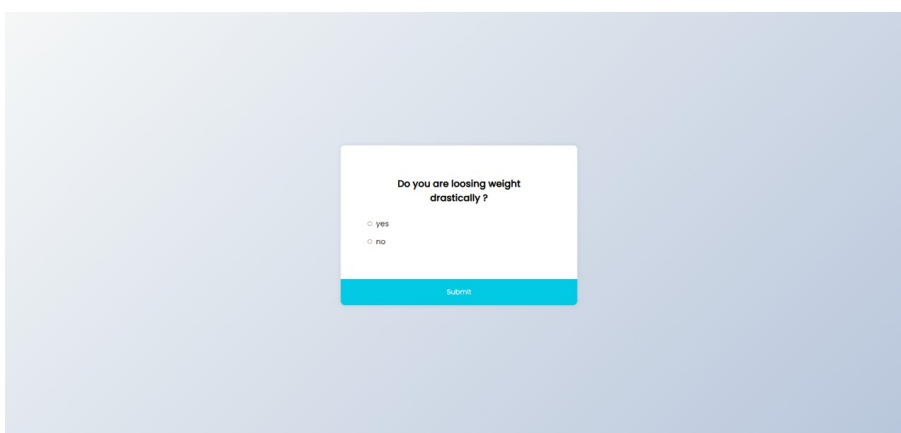 Do you are loosing weight
drastically ?
yes
no
Submit